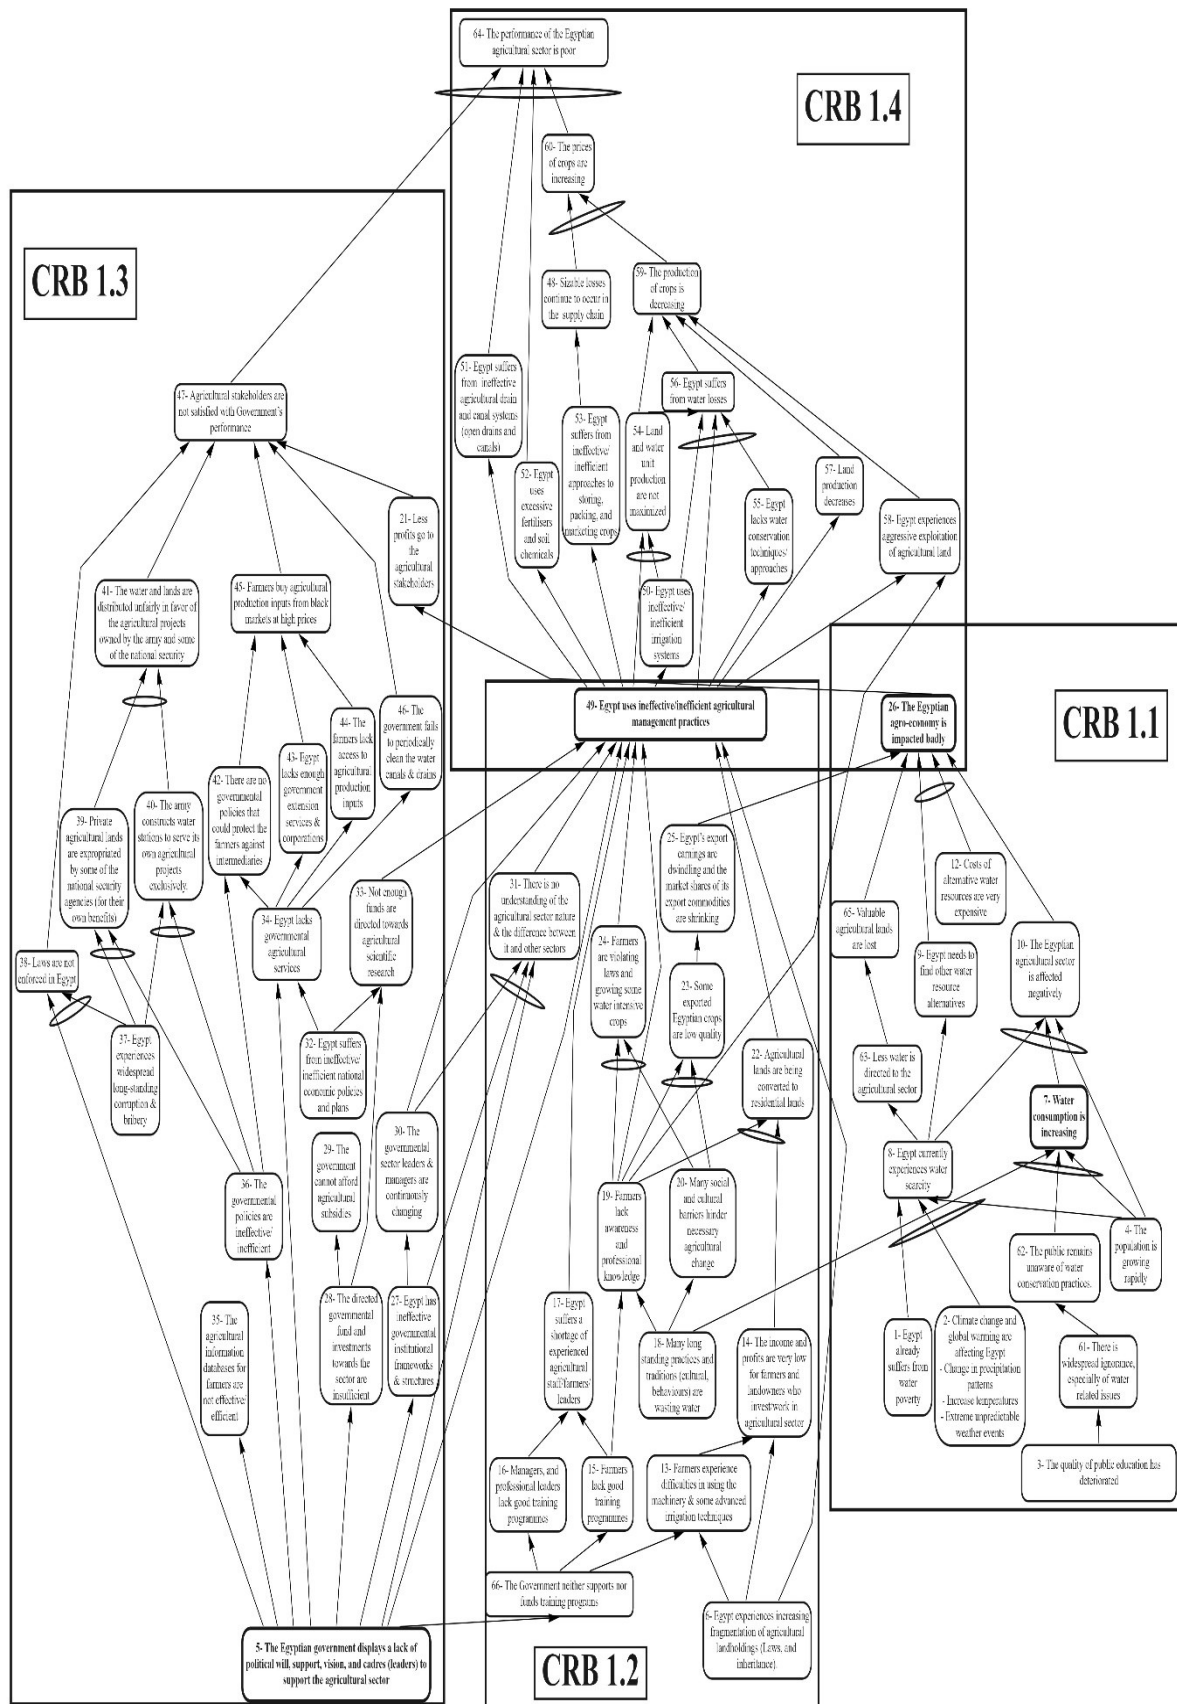 64- The performance of the Egyptian
agricultural sector is poor
CRB 1.4
60- The prices
of crops are
increasing
CRB 1.3
48- Sizable losses
continue to occur in
the supply chain
59- The production
of crops is
decreasing
51- Egypt suffers
from ineffective
agricultural drain
and canal systems
(open drains and
canals)
56- Egypt suffers
from water losses
47- Agricultural stakeholders are
not satisfied with Government's
performance
53- Egypt
suffers from
ineffective/
inefficient
approaches to
storing,
packing, and
marketing crops
54- Land
and water
unit
production
are not
maximized
52- Egypt
uses
excessive
fertilisers
and soil
chemicals
57- Land
production
decreases
55- Egypt
lacks water
conservation
techniques/
approaches
58- Egypt experiences
aggressive exploitation
of agricultural land
21- Less
profits go to
the
agricultural
stakeholders
41- The water and lands are
distributed unfairly in favor of
the agricultural projects
owned by the army and some
of the national security
45- Farmers buy agricultural
production inputs from black
markets at high prices
50- Egypt uses
ineffective/
inefficient
irrigation
systems
49- Egypt uses ineffective/inefficient agricultural
management practices
26- The Egyptian
agro-economy is
impacted badly
CRB 1.1
46- The
government fails
to periodically
clean the water
canals & drains
44- The
farmers lack
access to
agricultural
production
inputs
43- Egypt
lacks enough
government
extension
services &
corporations
42- There are no
governmental
policies that
could protect the
farmers against
intermediaries
40- The army
constructs water
stations to serve its
own agricultural
projects
exclusively.
39- Private
agricultural lands
are expropriated
by some of the
national security
agencies (for their
own benefits)
25- Egypt's export
earnings are
dwindling and the
market shares of its
export commodities
are shrinking
12- Costs of
alternative water
resources are very
expensive
31- There is no
understanding of the
agricultural sector nature
& the difference between
it and other sectors
33- Not enough
funds are
directed towards
agricultural
scientific
research
65- Valuable
agricultural lands
are lost
34- Egypt lacks
governmental
agricultural
services
24- Farmers
are violating
laws and
growing some
water intensive
crops
10- The Egyptian
agricultural sector
is affected
negatively
9- Egypt needs to
find other water
resource
alternatives
38- Laws are not
enforced in Egypt
23- Some
exported
Egyptian crops
are low quality
37- Egypt
experiences
widespread
long-standing
corruption &
bribery
32- Egypt suffers
from ineffective/
inefficient national
economic policies
and plans
22- Agricultural
lands are being
converted to
residential lands
63- Less water is
directed to the
agricultural sector
7- Water
consumption is
increasing
30- The
governmental
sector leaders &
managers are
continuously
changing
29- The
government
cannot afford
agricultural
subsidies
8- Egypt currently
experiences water
scarcity
36- The
governmental
policies are
ineffective/
inefficient
19- Farmers
lack
awareness
and
professional
knowledge
20- Many social
and cultural
barriers hinder
necessary
agricultural
change
4- The
population is
growing
rapidly
62- The public remains
unaware of water
conservation practices.
28- The directed
governmental
fund and
investments
towards the
sector are
insufficient
27- Egypt has
ineffective
governmental
institutional
frameworks &
structures
35- The
agricultural
information
databases for
farmers are
not effective/
efficient
17- Egypt
suffers a
shortage of
experienced
agricultural
staff/farmers/
leaders
18- Many long
standing practices and
traditions (cultural,
behaviours) are
wasting water
14- The income and
profits are very low
for farmers and
landowners who
invest/work in
agricultural sector
1- Egypt
already
suffers from
water
poverty
2- Climate change and
global warming are
affecting Egypt
- Change in precipitation
patterns
- Increase temperatures
- Extreme unpredictable
weather events
61- There is
widespread ignorance,
especially of water
related issues
16- Managers, and
professional leaders
lack good training
programmes
15- Farmers
lack good
training
programmes
13- Farmers experience
difficulties in using the
machinery & some advanced
irrigation techniques
3- The quality of public education has
deteriorated
66- The Government neither supports nor
funds training programs
6- Egypt experiences increasing
fragmentation of agricultural
landholdings (Laws, and
inheritance).
5- The Egyptian government displays a lack of
political will, support, vision, and cadres (leaders) to
support the agricultural sector
CRB 1.2